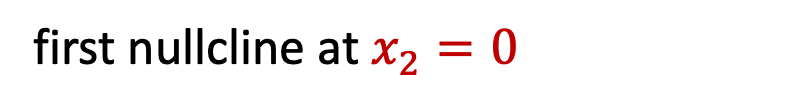 first nullcline at x₂ = 0